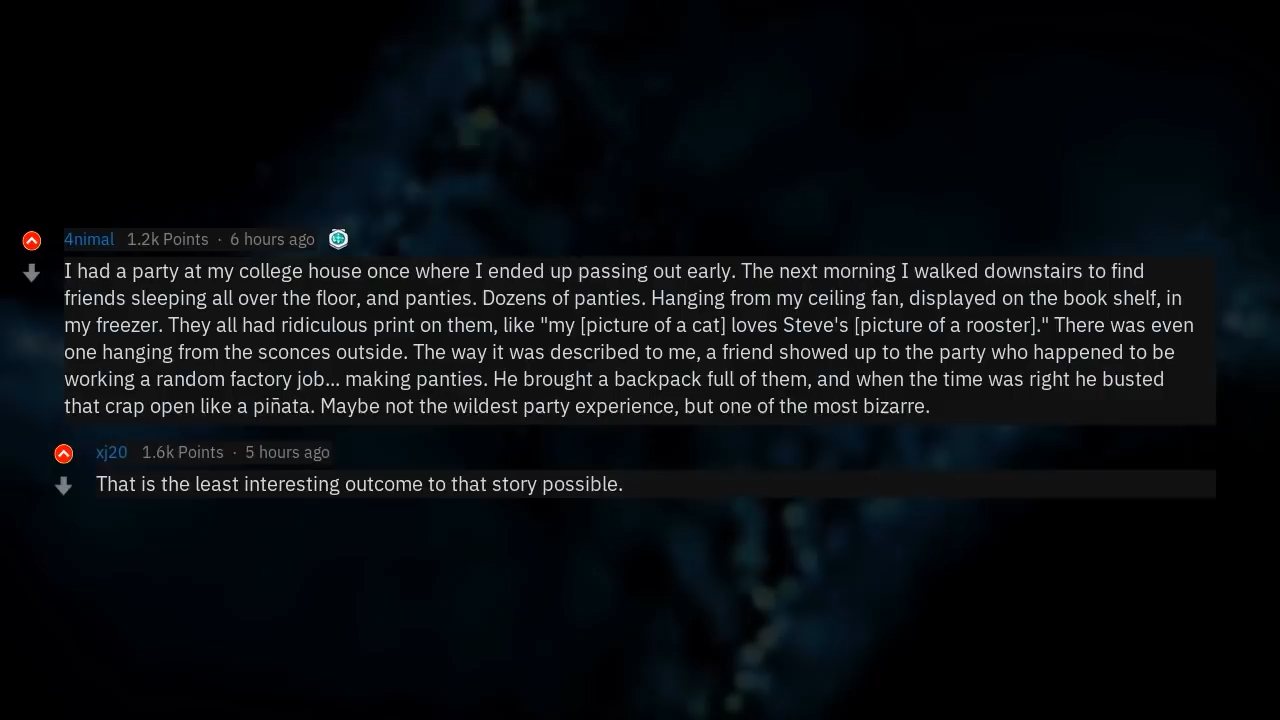 4nimal 1.2k Points · 6 hours ago
I had a party at my college house once where I ended up passing out early. The next morning I walked downstairs to find
friends sleeping all over the floor, and panties. Dozens of panties. Hanging from my ceiling fan, displayed on the book shelf, in
my freezer. They all had ridiculous print on them, like "my [picture of a cat] loves Steve's [picture of a rooster]." There was even
one hanging from the sconces outside. The way it was described to me, a friend showed up to the party who happened to be
working a random factory job... making panties. He brought a backpack full of them, and when the time was right he busted
that crap open like a piñata. Maybe not the wildest party experience, but one of the most bizarre.
xj20 1.6k Points · 5 hours ago
That is the least interesting outcome to that story possible.